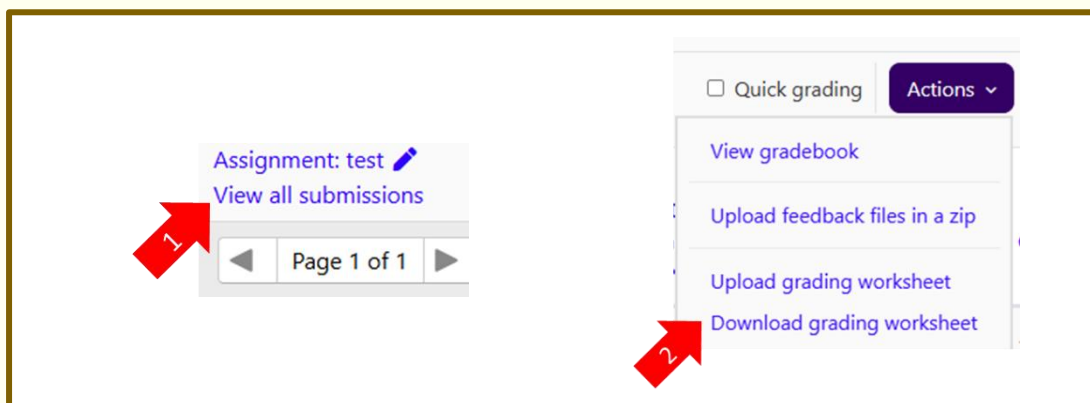 Assignment: test
View all submissions
1
Page 1 of 1
Quick grading
Actions
View gradebook
Upload feedback files in a zip
Upload grading worksheet
Download grading worksheet
2